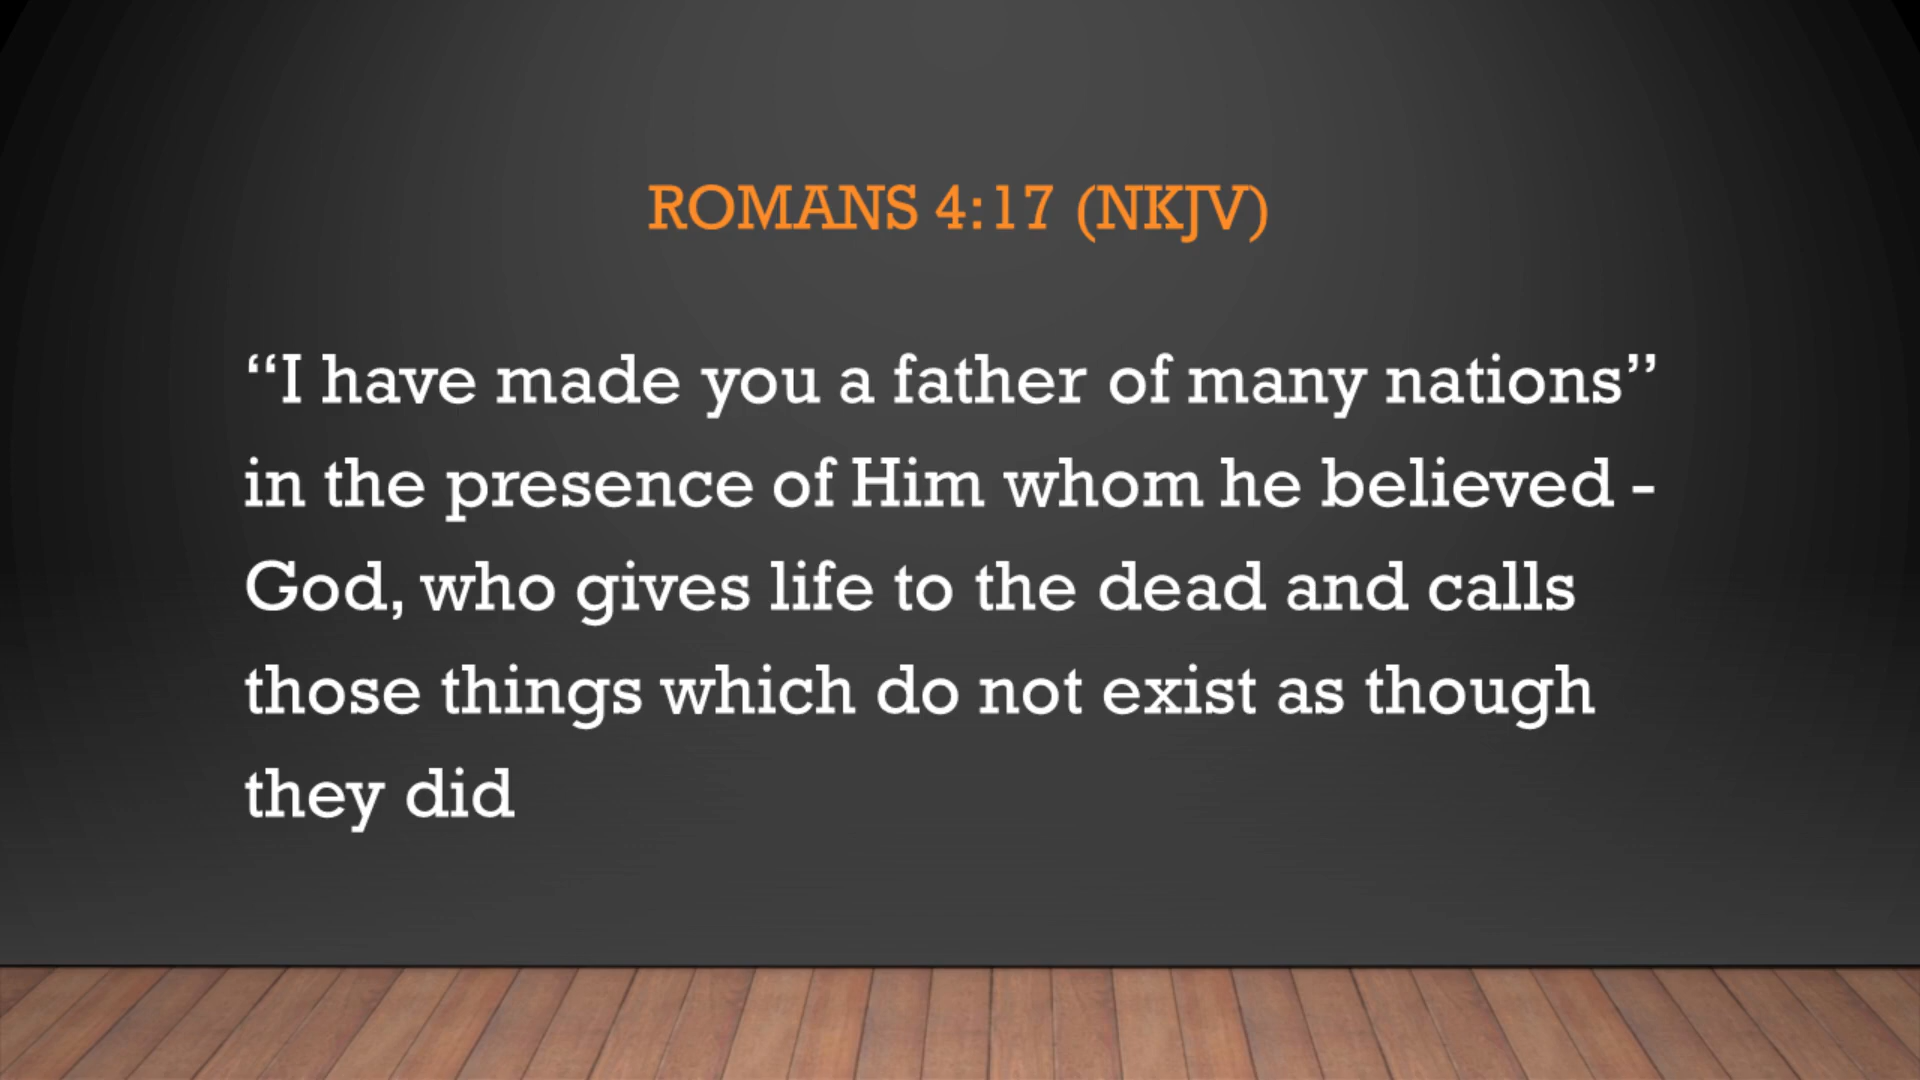 ROMANS 4:17 (NKJV)
“I have made you a father of many nations”
in the presence of Him whom he believed -
God, who gives life to the dead and calls
those things which do not exist as though
they did